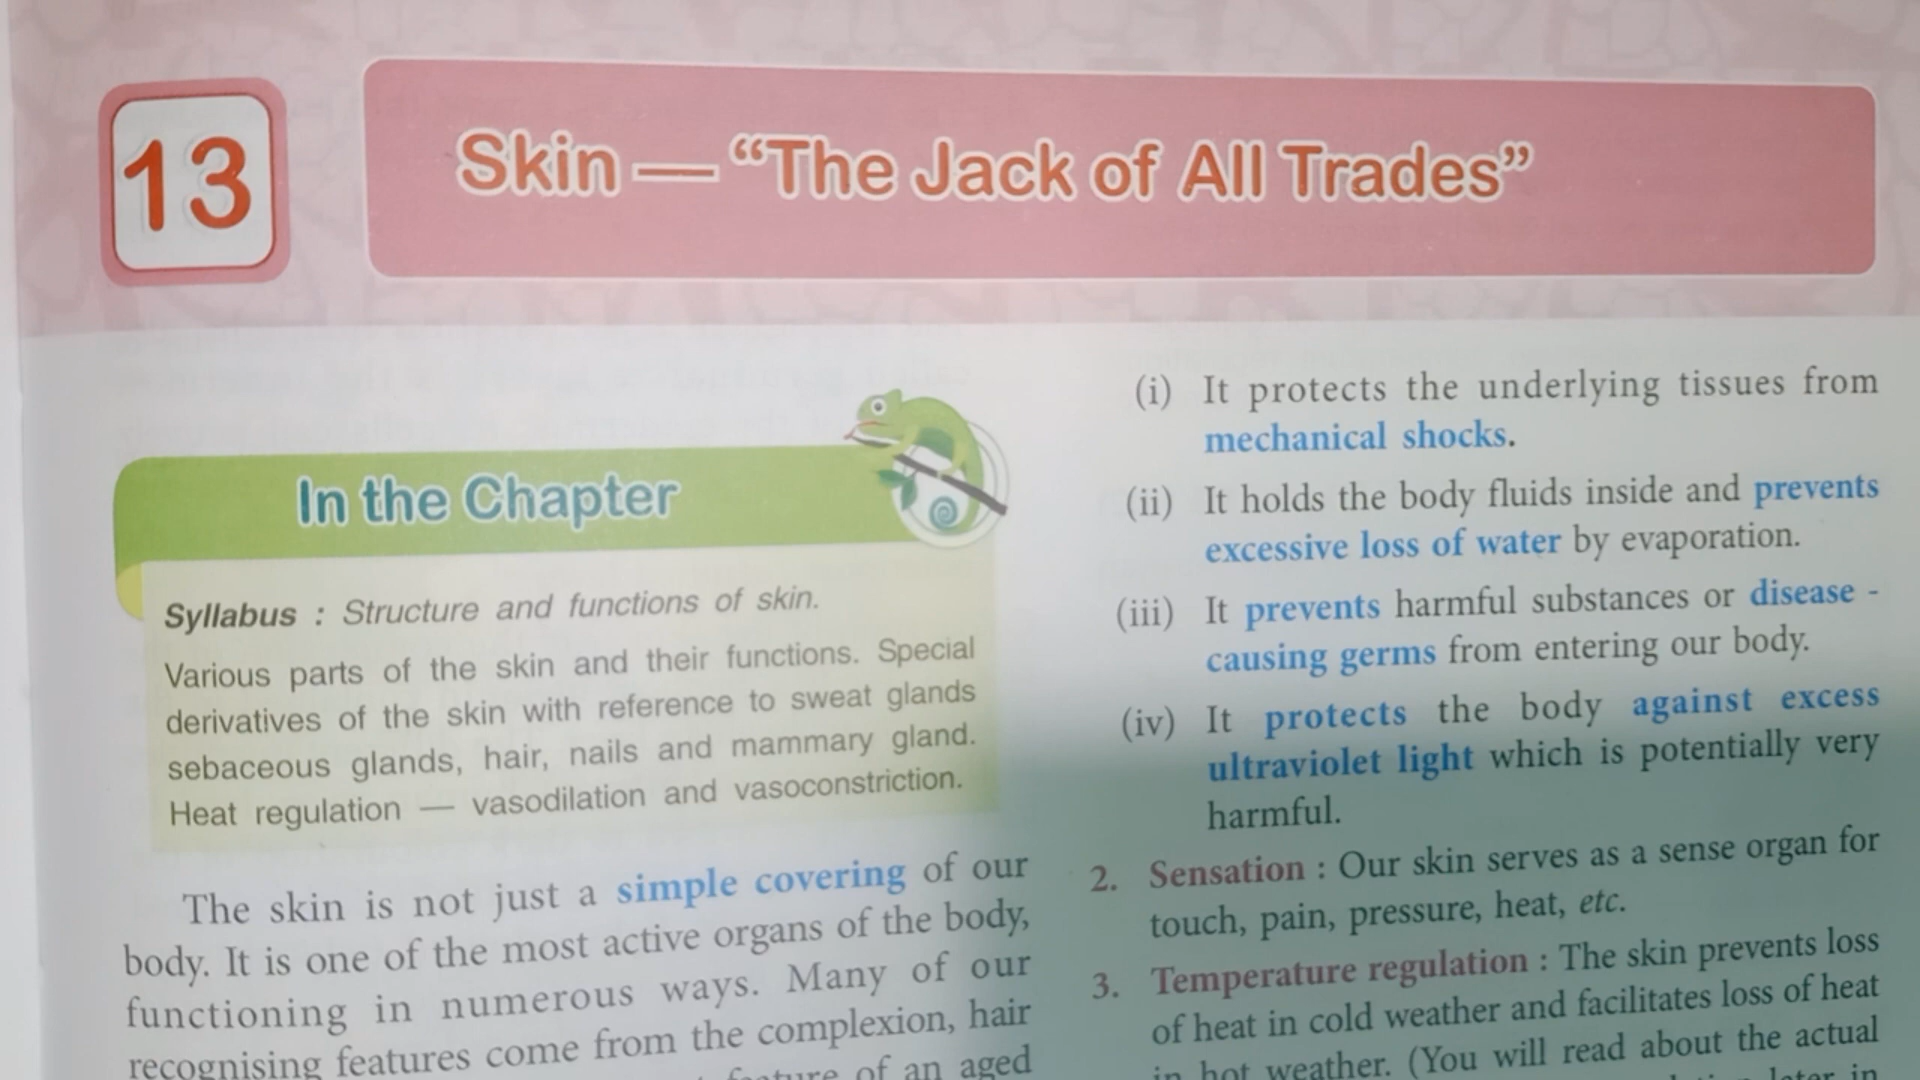 13
Skin — “The Jack of All Trades”
In the Chapter
Syllabus : Structure and functions of skin.
Various parts of the skin and their functions. Special
derivatives of the skin with reference to sweat glands
sebaceous glands, hair, nails and mammary gland.
Heat regulation — vasodilation and vasoconstriction.
The skin is not just a simple covering of our
body. It is one of the most active organs of the body,
functioning in numerous ways. Many of our
recognising features come from the complexion, hair
feature of an aged
(i) It protects the underlying tissues from
mechanical shocks.
(ii) It holds the body fluids inside and prevents
excessive loss of water by evaporation.
(iii) It prevents harmful substances or disease -
causing germs from entering our body.
(iv) It protects the body against excess
ultraviolet light which is potentially very
harmful.
2. Sensation : Our skin serves as a sense organ for
touch, pain, pressure, heat, etc.
3. Temperature regulation : The skin prevents loss
of heat in cold weather and facilitates loss of heat
in hot weather. (You will read about the actual
later in